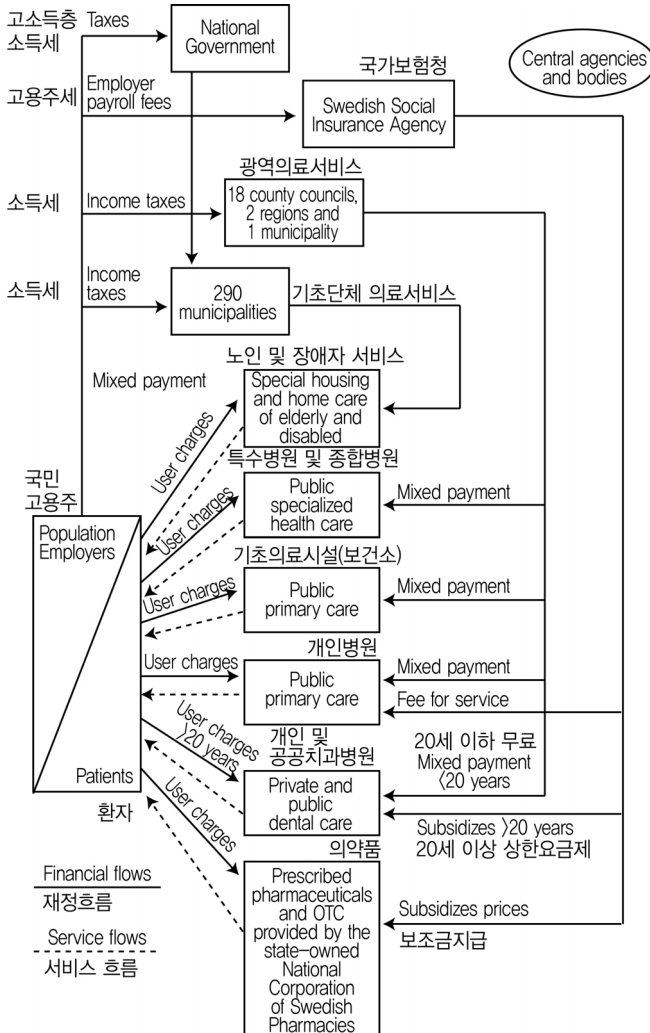 고소득층
소득세
Taxes
National
Government
Central agencies
and bodies
고용주세
Employer
payroll fees
국가보험청
Swedish Social
Insurance Agency
광역의료서비스
소득세
Income taxes
18 county councils,
2 regions and
1 municipality
소득세
Income
taxes
290
municipalities
기초단체 의료서비스
노인 및 장애자 서비스
Mixed payment
Special housing
and home care
of elderly and
disabled
User charges
특수병원 및 종합병원
국민
고용주
Public
specialized
health care
Mixed payment
User charges
Population
Employers
기초의료시설(보건소)
Public
primary care
Mixed payment
User charges
개인병원
User charges
Public
primary care
Mixed payment
Fee for service
User charges
>20 years
개인 및
공공치과병원
20세 이하 무료
Mixed payment
<20 years
Patients
환자
Private and
public
dental care
Subsidizes >20 years
20세 이상 상한요금제
User charges
의약품
Prescribed
pharmaceuticals
and OTC
provided by the
state-owned
National
Corporation
of Swedish
Pharmacies
Subsidizes prices
보조금지급
Financial flows
재정흐름
Service flows
서비스 흐름